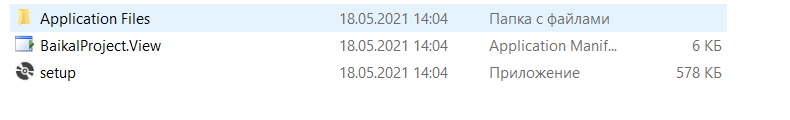 Application Files 18.05.2021 14:04 Папка с файлами
BaikalProject.View 18.05.2021 14:04 Application Manif... 6 КБ
setup 18.05.2021 14:04 Приложение 578 КБ